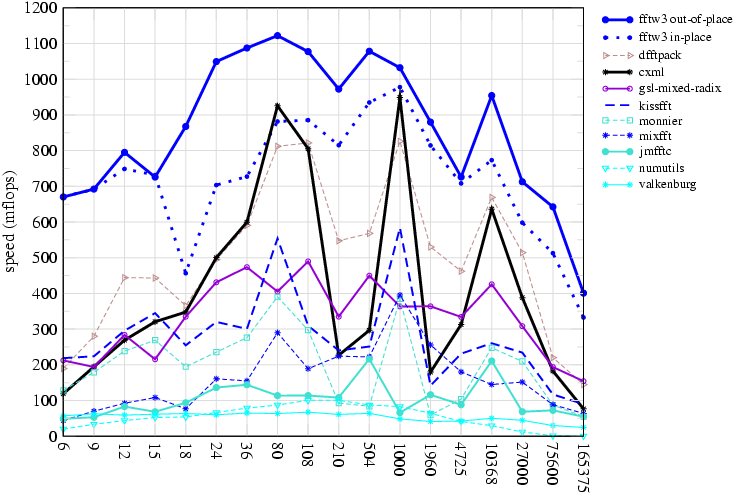 1200
1100
1000
900
800
700
600
500
400
300
200
100
0
speed (mflops)
6
9
12
15
18
24
36
80
108
210
504
1000
1960
4725
10368
27000
75600
165375
fftw3 out-of-place
fftw3 in-place
dfftpack
cxml
gsl-mixed-radix
kissfft
monnier
mixfft
jmfftc
numutils
valkenburg